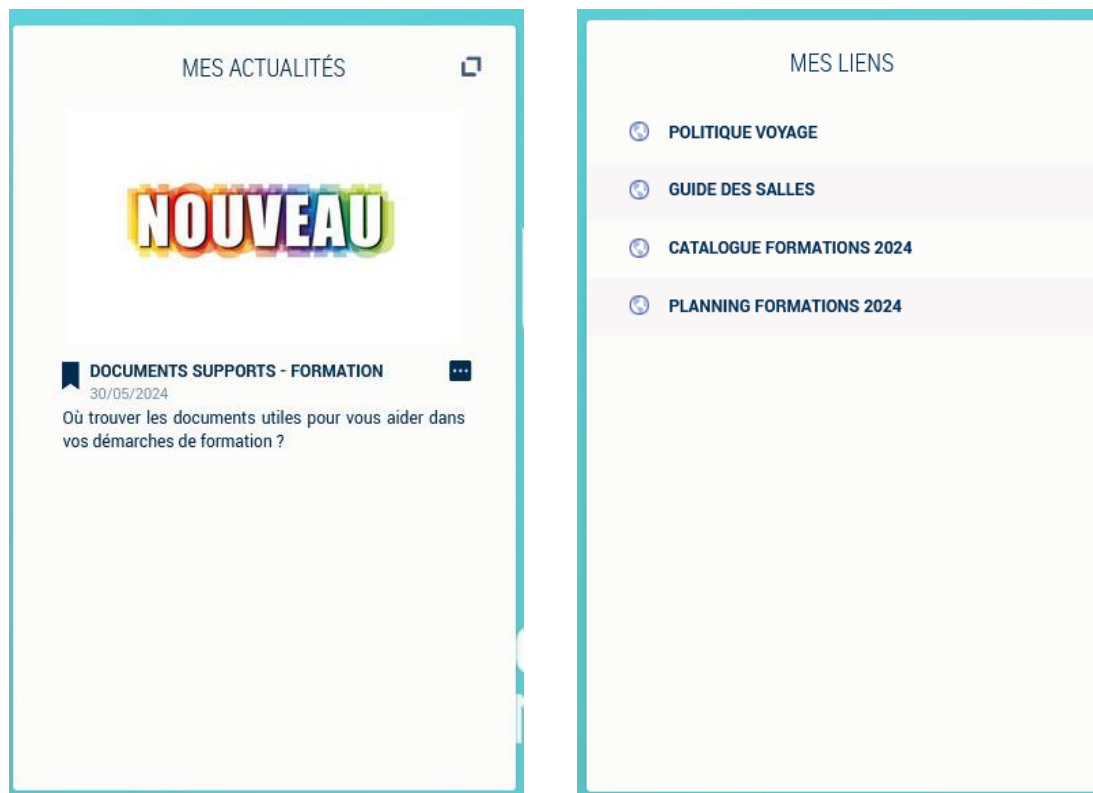 MES ACTUALITÉS
NOUVEAU
DOCUMENTS SUPPORTS - FORMATION
30/05/2024
Où trouver les documents utiles pour vous aider dans
vos démarches de formation ?
MES LIENS
POLITIQUE VOYAGE
GUIDE DES SALLES
CATALOGUE FORMATIONS 2024
PLANNING FORMATIONS 2024